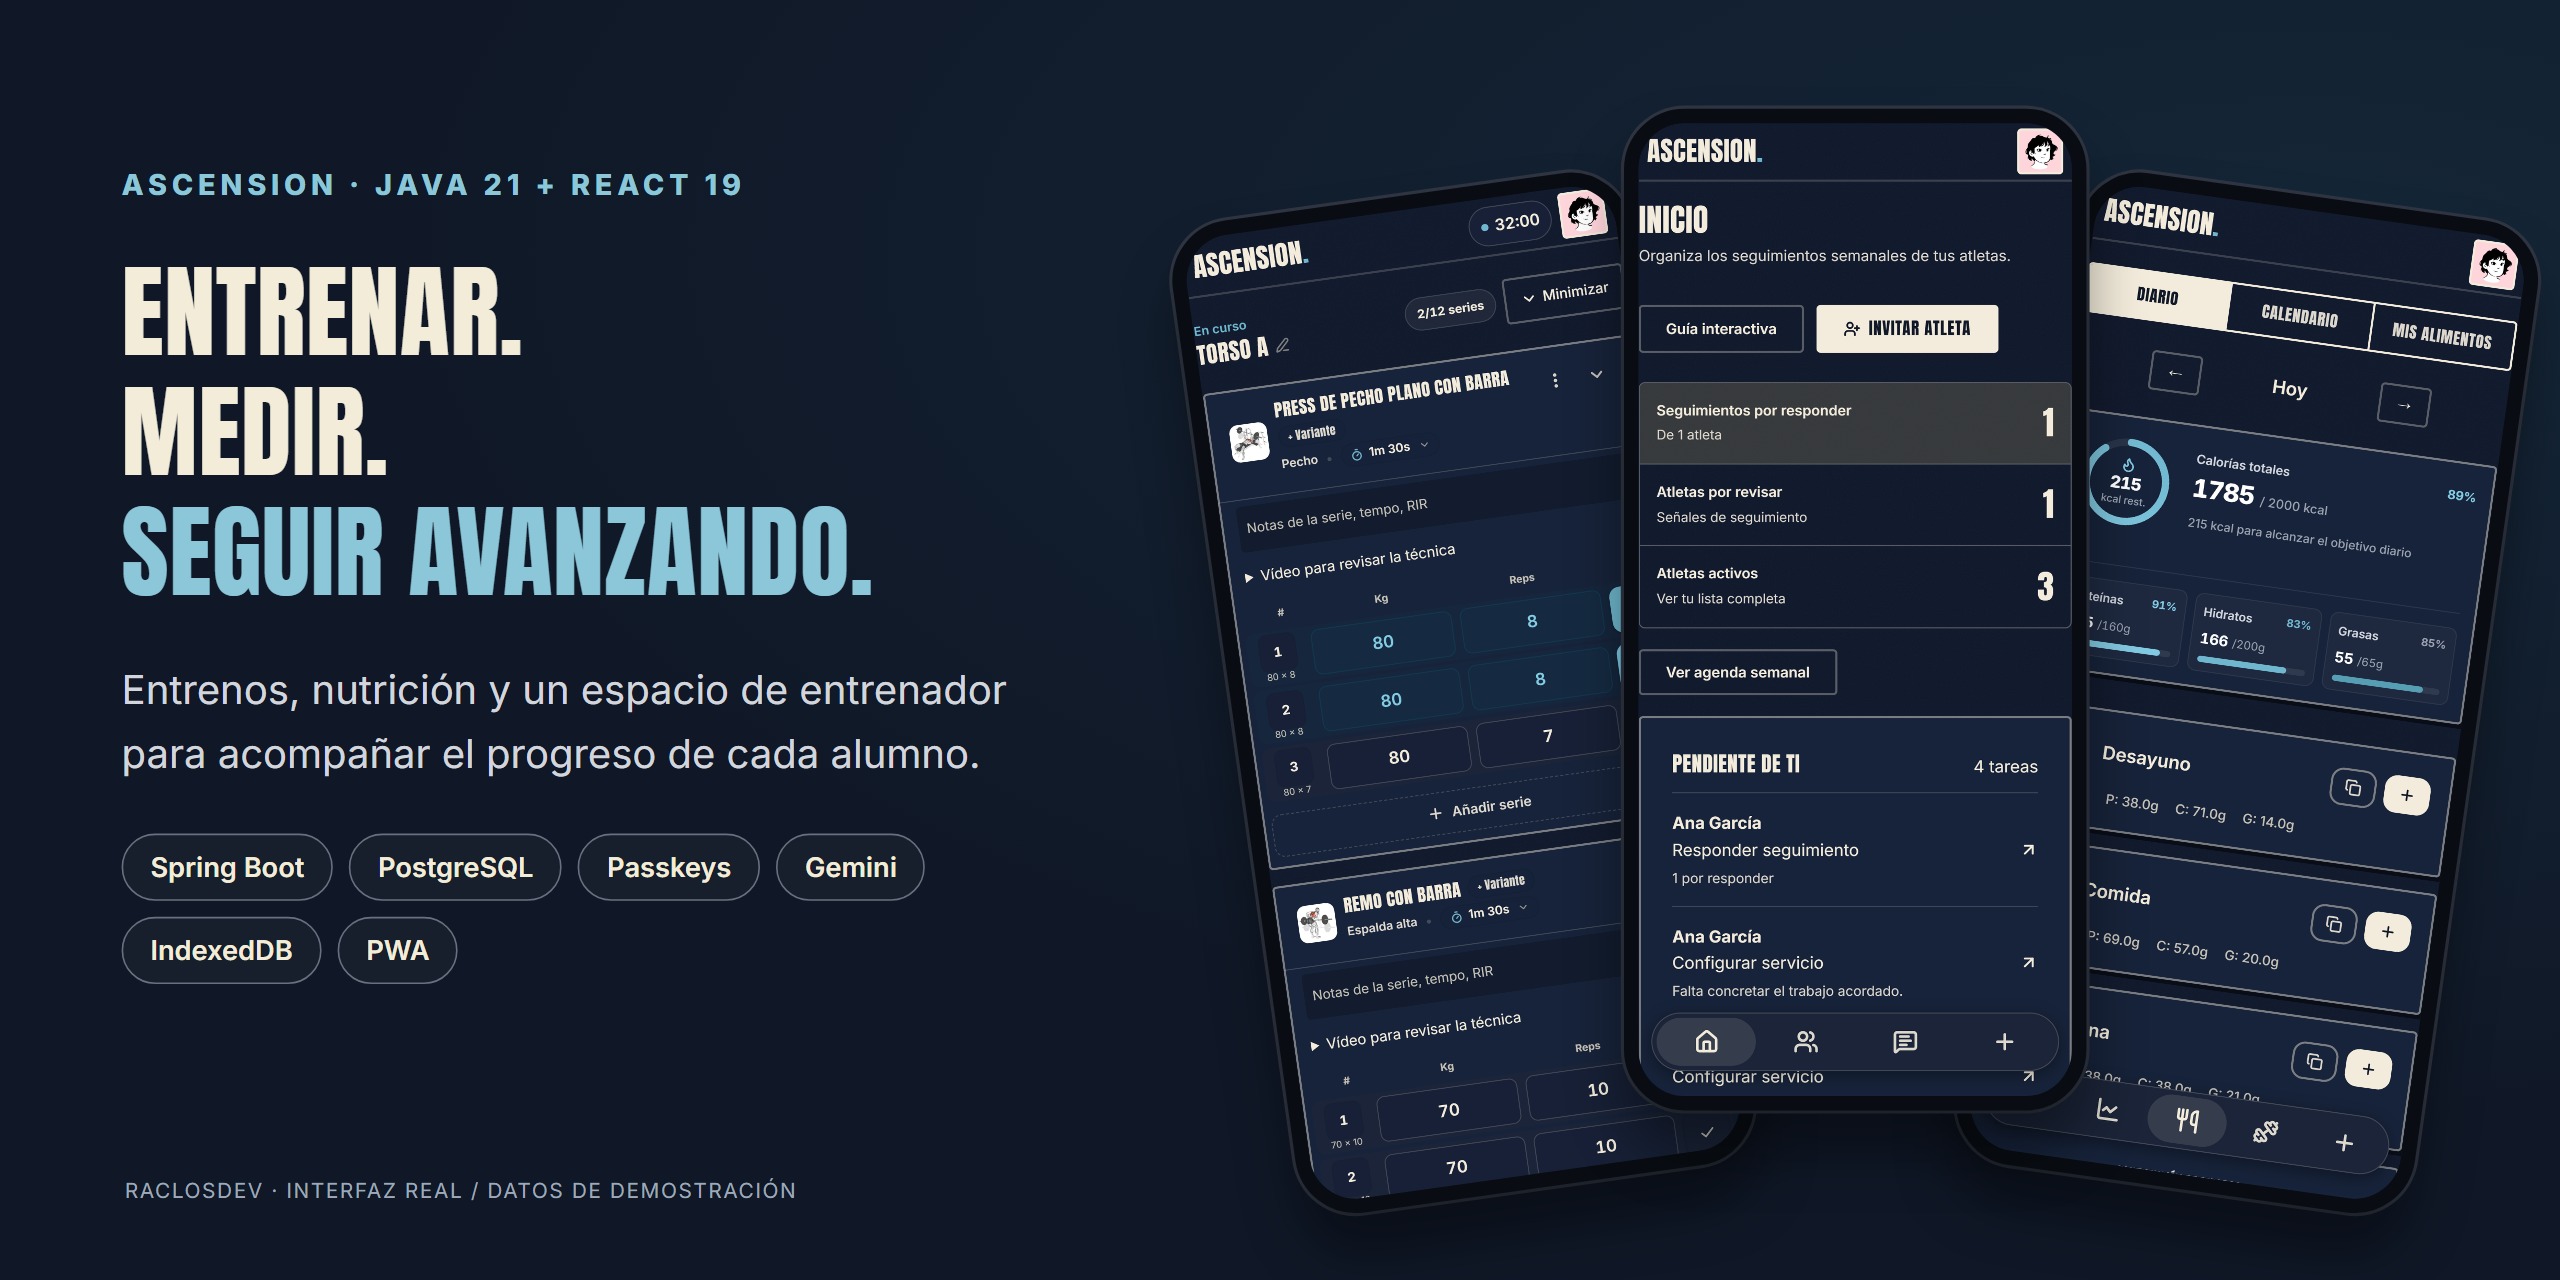 ASCENSION · JAVA 21 + REACT 19
ENTRENAR.
MEDIR.
SEGUIR AVANZANDO.
Entrenos, nutrición y un espacio de entrenador
para acompañar el progreso de cada alumno.
Spring Boot
PostgreSQL
Passkeys
Gemini
IndexedDB
PWA
RACLOSDEV · INTERFAZ REAL / DATOS DE DEMOSTRACIÓN
ASCENSION.
32:00
En curso
TORSO A
2/12 series
Minimizar
PRESS DE PECHO PLANO CON BARRA
+ Variante
Pecho
1m 30s
Notas de la serie, tempo, RIR
Vídeo para revisar la técnica
# Kg Reps
1 80 8
80 × 8
2 80 8
80 × 8
3 80 7
80 × 7
+ Añadir serie
REMO CON BARRA
+ Variante
Espalda alta
1m 30s
Notas de la serie, tempo, RIR
Vídeo para revisar la técnica
# Kg Reps
1 70 10
70 × 10
2 70 10
ASCENSION.
INICIO
Organiza los seguimientos semanales de tus atletas.
Guía interactiva
INVITAR ATLETA
Seguimientos por responder
De 1 atleta
1
Atletas por revisar
Señales de seguimiento
1
Atletas activos
Ver tu lista completa
3
Ver agenda semanal
PENDIENTE DE TI
4 tareas
Ana García
Responder seguimiento
1 por responder
Ana García
Configurar servicio
Falta concretar el trabajo acordado.
Configurar servicio
ASCENSION.
DIARIO
CALENDARIO
MIS ALIMENTOS
← Hoy →
215
kcal rest.
Calorías totales
1785 / 2000 kcal
89%
215 kcal para alcanzar el objetivo diario
teínas 91%
5 /160g
Hidratos 83%
166 /200g
Grasas 85%
55 /65g
Desayuno
P: 38.0g C: 71.0g G: 14.0g
Comida
P: 69.0g C: 57.0g G: 20.0g
na
38.0g C: 38.0g G: 21.0g